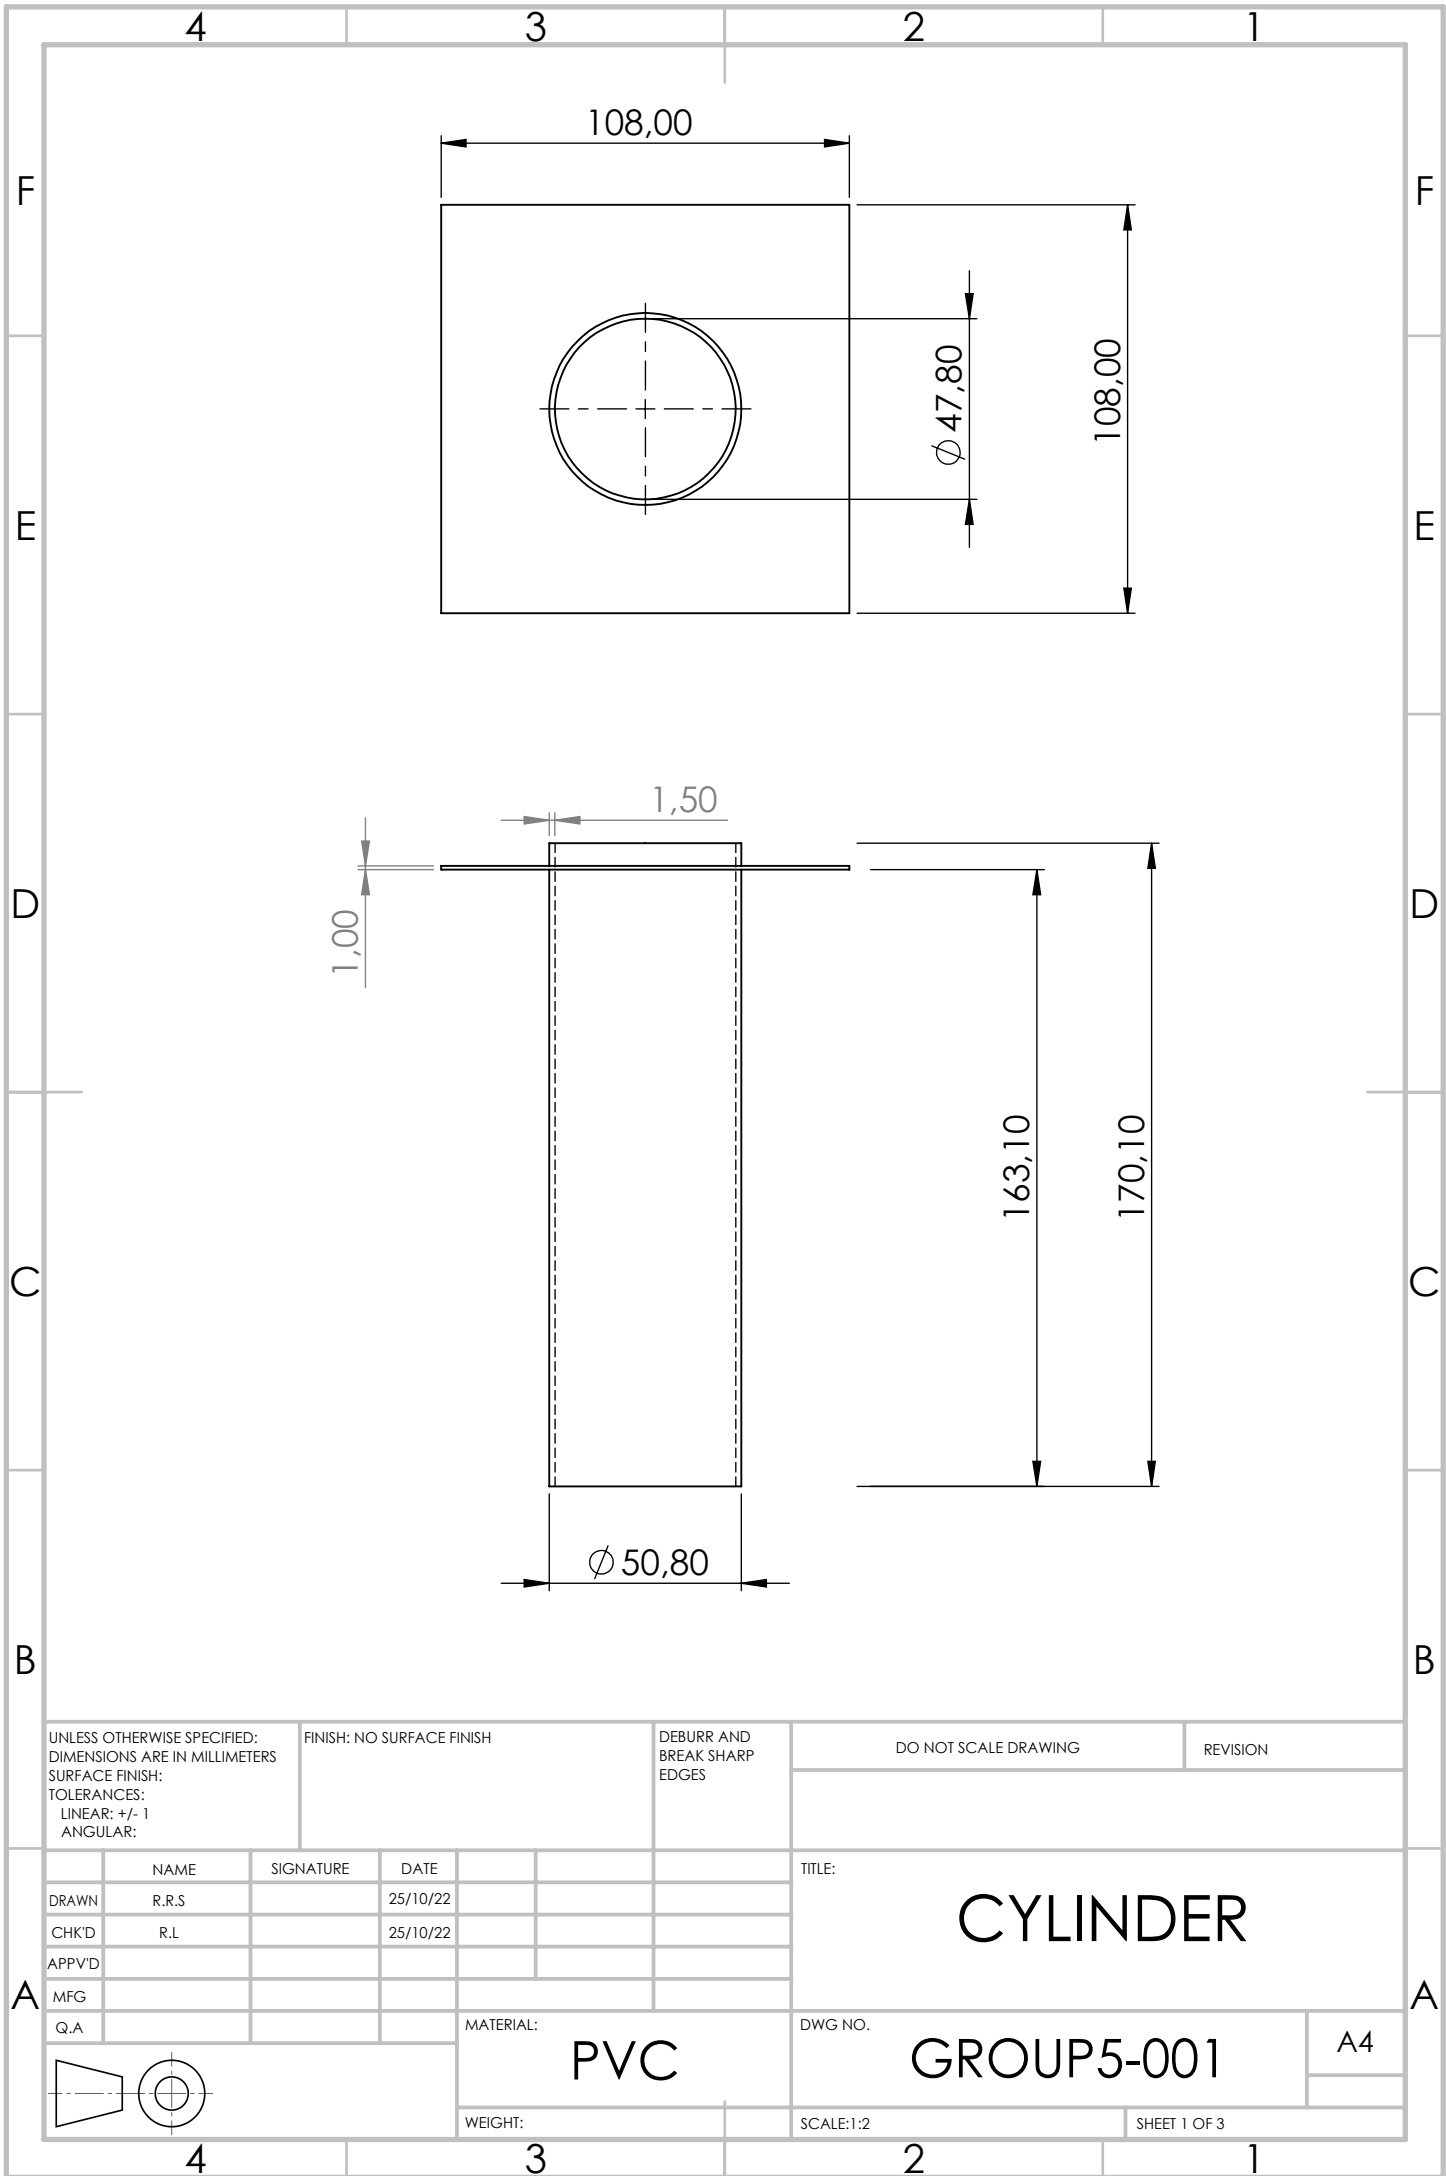 4 3 2 1
108,00
F F
47,80
108,00
E E
1,50
1,00
D D
163,10
170,10
C C
∅ 50,80
B B
UNLESS OTHERWISE SPECIFIED:
DIMENSIONS ARE IN MILLIMETERS
SURFACE FINISH:
TOLERANCES:
LINEAR: +/- 1
ANGULAR:
FINISH: NO SURFACE FINISH
DEBURR AND
BREAK SHARP
EDGES
DO NOT SCALE DRAWING
REVISION
NAME SIGNATURE DATE
DRAWN R.R.S 25/10/22
CHK'D R.L 25/10/22
APPV'D
MFG
Q.A
TITLE:
CYLINDER
A A
MATERIAL:
PVC
WEIGHT:
DWG NO.
GROUP5-001
A4
SCALE:1:2
SHEET 1 OF 3
4 3 2 1